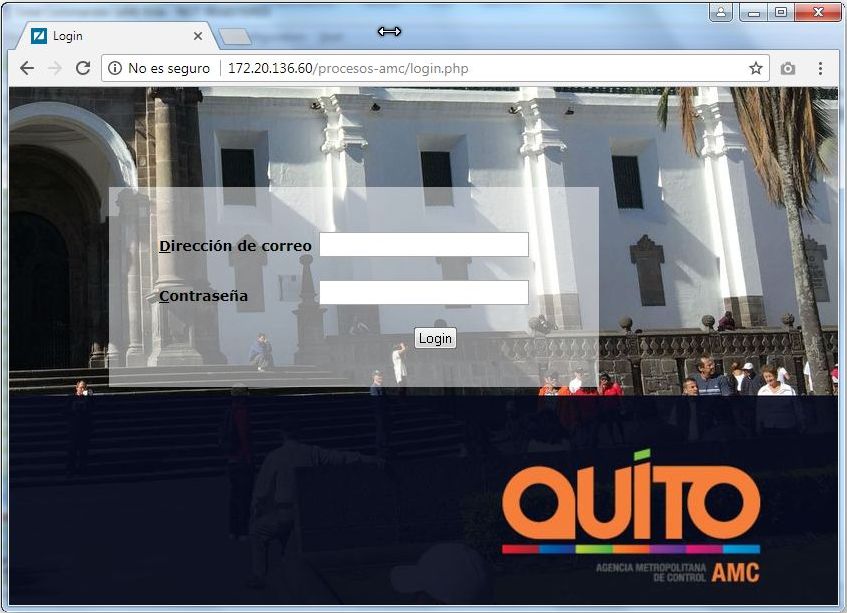 Login
No es seguro 172.20.136.60/procesos-amc/login.php
Dirección de correo
Contraseña
Login
QUITO
AGENCIA METROPOLITANA
DE CONTROL AMC